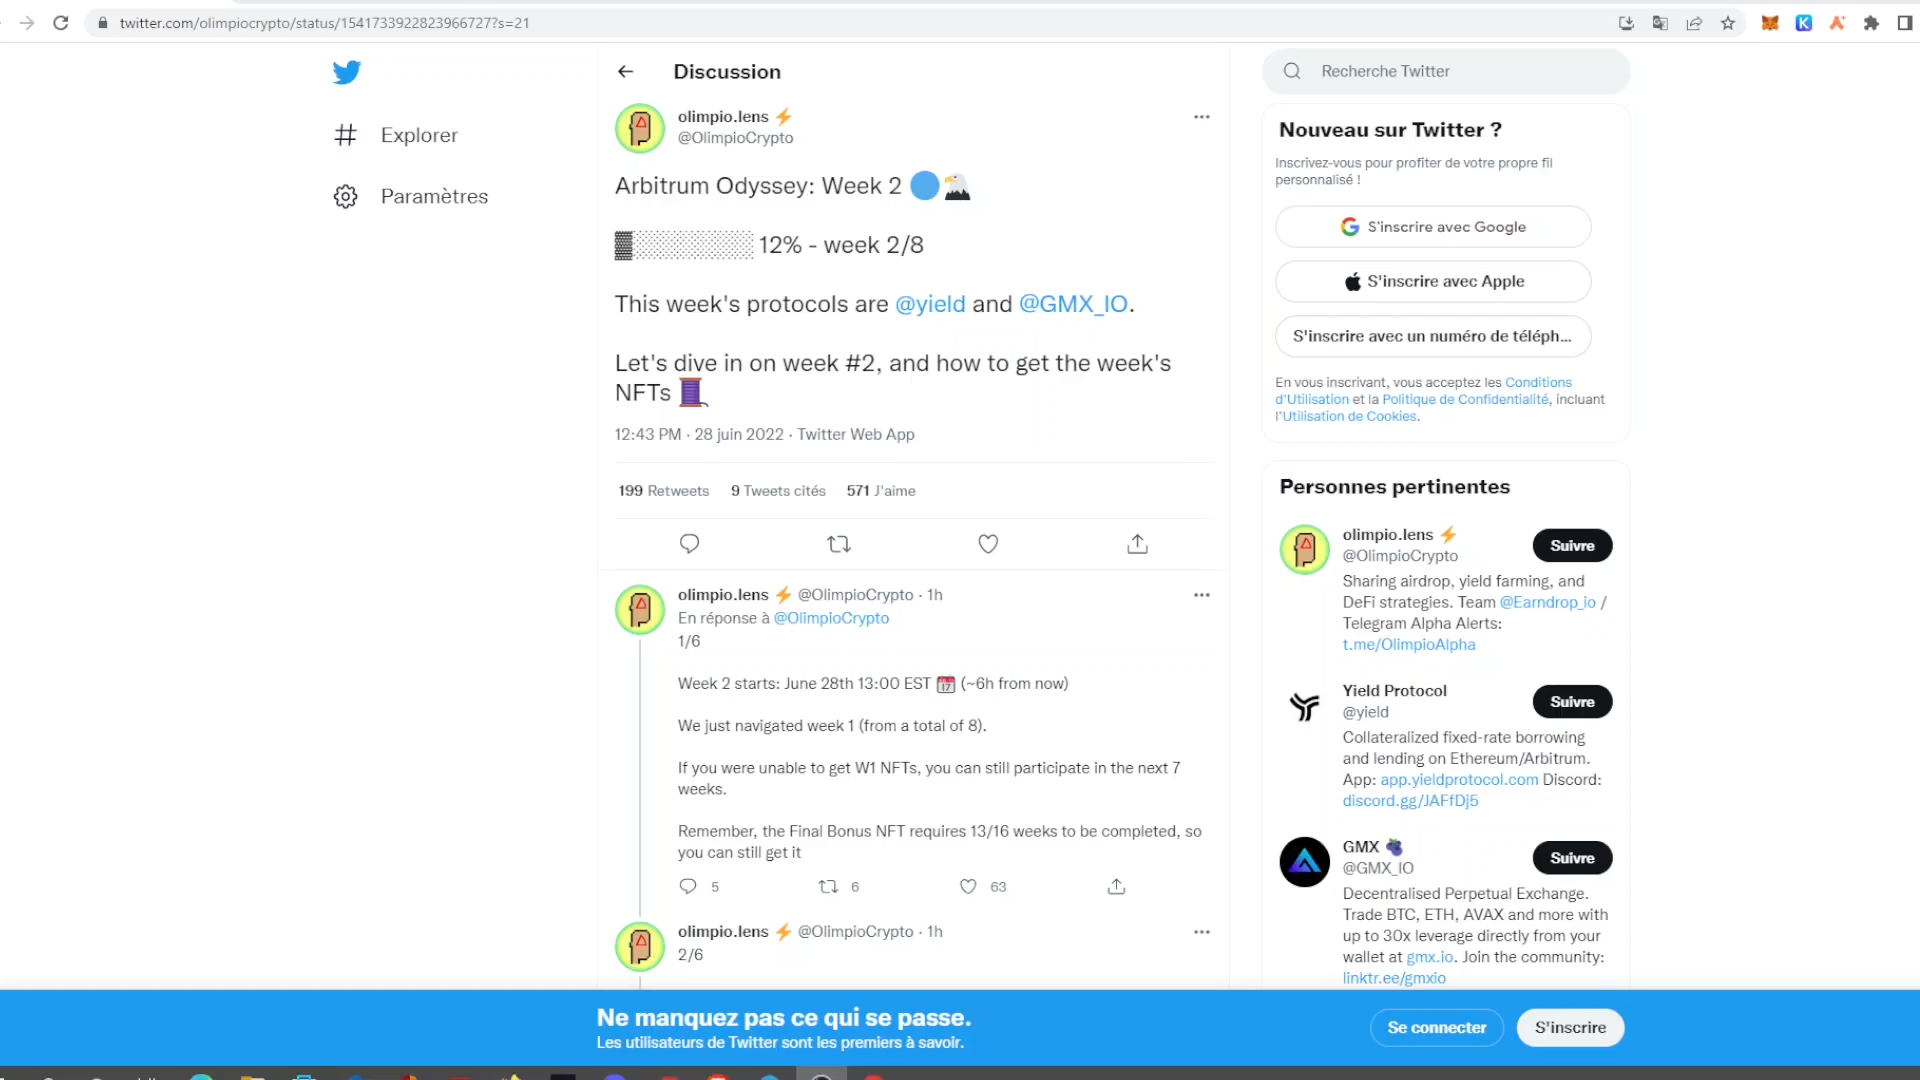 twitter.com/olimpiocrypto/status/1541733922823966727?s=21
Explorer
Paramètres
Discussion
olimpio.lens ⚡
@OlimpioCrypto
Arbitrum Odyssey: Week 2 🔵🦅
▓░░░░░░░ 12% - week 2/8
This week's protocols are @yield and @GMX_IO.
Let's dive in on week #2, and how to get the week's
NFTs 🧵
12:43 PM · 28 juin 2022 · Twitter Web App
199 Retweets 9 Tweets cités 571 J'aime
olimpio.lens ⚡ @OlimpioCrypto · 1h
En réponse à @OlimpioCrypto
1/6
Week 2 starts: June 28th 13:00 EST 📅 (~6h from now)
We just navigated week 1 (from a total of 8).
If you were unable to get W1 NFTs, you can still participate in the next 7
weeks.
Remember, the Final Bonus NFT requires 13/16 weeks to be completed, so
you can still get it
5 6 63
olimpio.lens ⚡ @OlimpioCrypto · 1h
2/6
Recherche Twitter
Nouveau sur Twitter ?
Inscrivez-vous pour profiter de votre propre fil
personnalisé !
S'inscrire avec Google
S'inscrire avec Apple
S'inscrire avec un numéro de téléph...
En vous inscrivant, vous acceptez les Conditions
d'Utilisation et la Politique de Confidentialité, incluant
l'Utilisation de Cookies.
Personnes pertinentes
olimpio.lens ⚡
@OlimpioCrypto
Suivre
Sharing airdrop, yield farming, and
DeFi strategies. Team @Earndrop_io /
Telegram Alpha Alerts:
t.me/OlimpioAlpha
Yield Protocol
@yield
Suivre
Collateralized fixed-rate borrowing
and lending on Ethereum/Arbitrum.
App: app.yieldprotocol.com Discord:
discord.gg/JAFfDj5
GMX 🫐
@GMX_IO
Suivre
Decentralised Perpetual Exchange.
Trade BTC, ETH, AVAX and more with
up to 30x leverage directly from your
wallet at gmx.io. Join the community:
linktr.ee/gmxio
Ne manquez pas ce qui se passe.
Les utilisateurs de Twitter sont les premiers à savoir.
Se connecter
S'inscrire